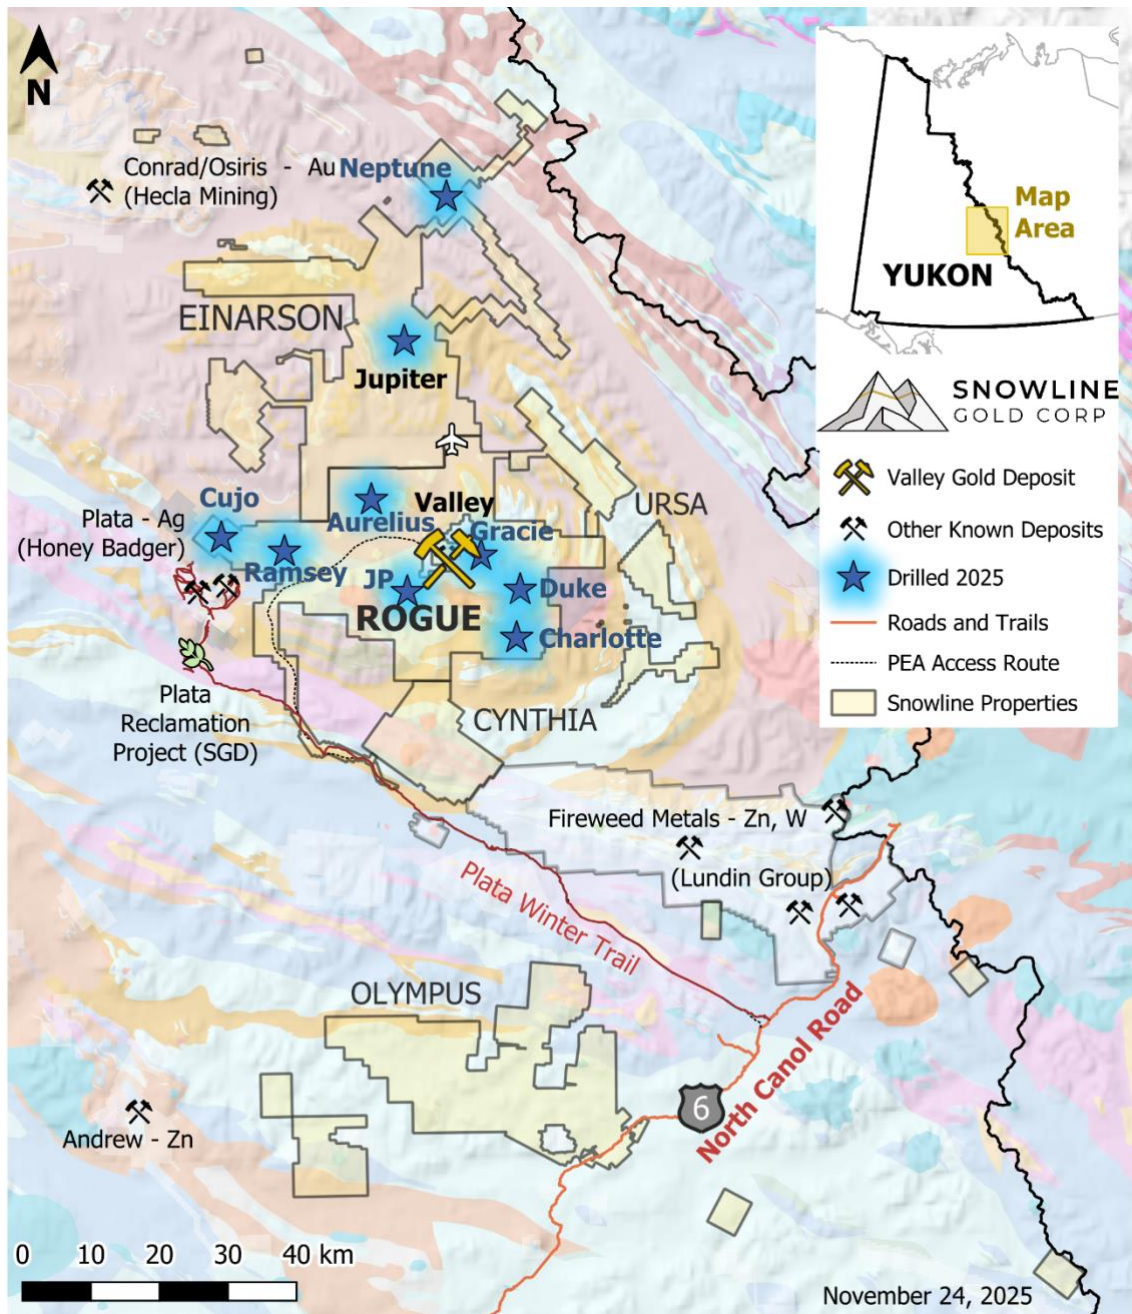 N
Conrad/Osiris - Au
(Hecla Mining)
Neptune
EINARSON
Jupiter
Cujo
Plata - Ag
(Honey Badger)
Ramsey
Aurelius
Valley
Gracie
JP
ROGUE
Duke
Charlotte
URSA
CYNTHIA
Plata
Reclamation
Project (SGD)
Fireweed Metals - Zn, W
(Lundin Group)
Plata Winter Trail
OLYMPUS
North Canol Road
6
Andrew - Zn
0 10 20 30 40 km
November 24, 2025
Map
Area
YUKON
SNOWLINE
GOLD CORP
Valley Gold Deposit
Other Known Deposits
Drilled 2025
Roads and Trails
PEA Access Route
Snowline Properties